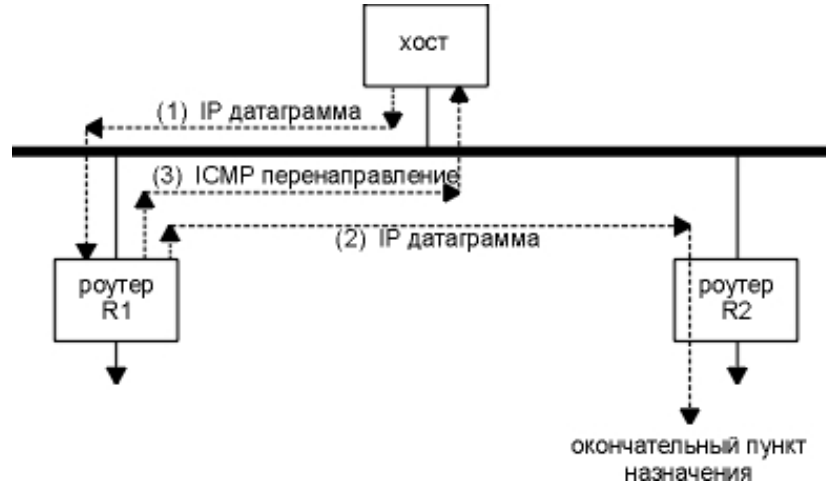 хост
(1) IP датаграмма
(3) ICMP перенаправление
(2) IP датаграмма
роутер
R1
роутер
R2
окончательный пункт
назначения